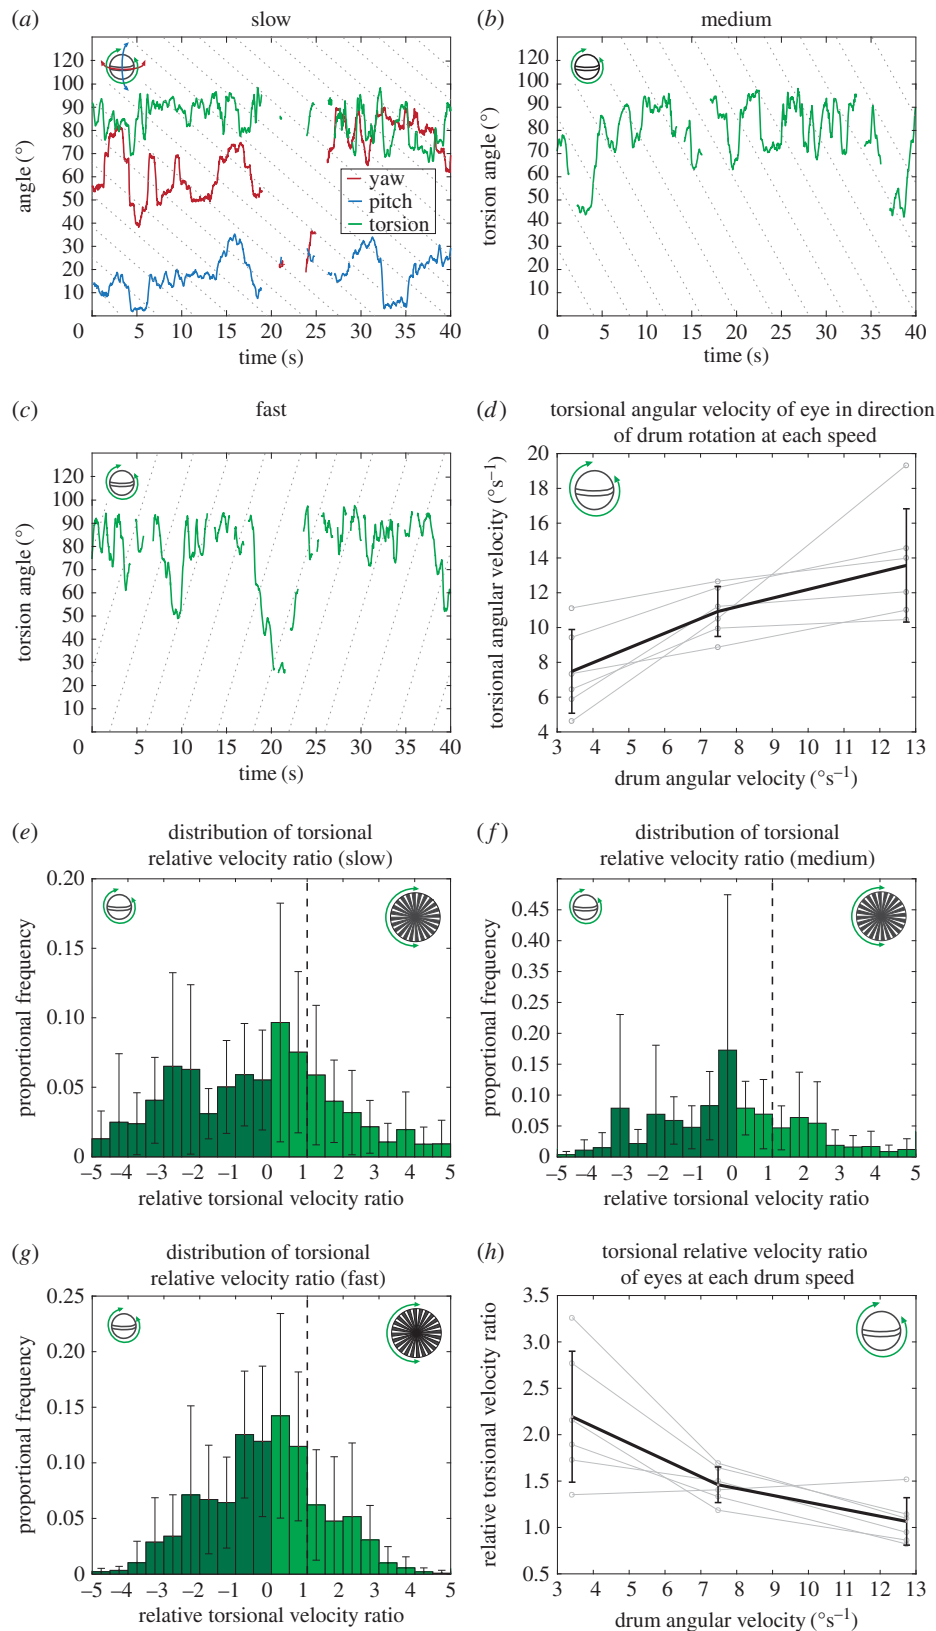 (a) slow
130
120
110
100
90
80
70
60
50
40
30
20
10
angle (°)
yaw
pitch
torsion
0 5 10 15 20 25 30 35 40
time (s)
(b) medium
130
120
110
100
90
80
70
60
50
40
30
20
10
torsion angle (°)
0 5 10 15 20 25 30 35 40
time (s)
(c) fast
120
110
100
90
80
70
60
50
40
30
20
10
0
torsion angle (°)
5 10 15 20 25 30 35 40
time (s)
(d) torsional angular velocity of eye in direction
of drum rotation at each speed
20
18
16
14
12
10
8
6
4
torsional angular velocity (°s⁻¹)
3 4 5 6 7 8 9 10 11 12 13
drum angular velocity (°s⁻¹)
(e) distribution of torsional
relative velocity ratio (slow)
0.20
0.15
0.10
0.05
0
proportional frequency
–5 –4 –3 –2 –1 0 1 2 3 4 5
relative torsional velocity ratio
(f) distribution of torsional
relative velocity ratio (medium)
0.45
0.40
0.35
0.30
0.25
0.20
0.15
0.10
0.05
0
proportional frequency
–5 –4 –3 –2 –1 0 1 2 3 4 5
relative torsional velocity ratio
(g) distribution of torsional
relative velocity ratio (fast)
0.25
0.20
0.15
0.10
0.05
0
proportional frequency
–5 –4 –3 –2 –1 0 1 2 3 4 5
relative torsional velocity ratio
(h) torsional relative velocity ratio
of eyes at each drum speed
3.5
3.0
2.5
2.0
1.5
1.0
0.5
relative torsional velocity ratio
3 4 5 6 7 8 9 10 11 12 13
drum angular velocity (°s⁻¹)